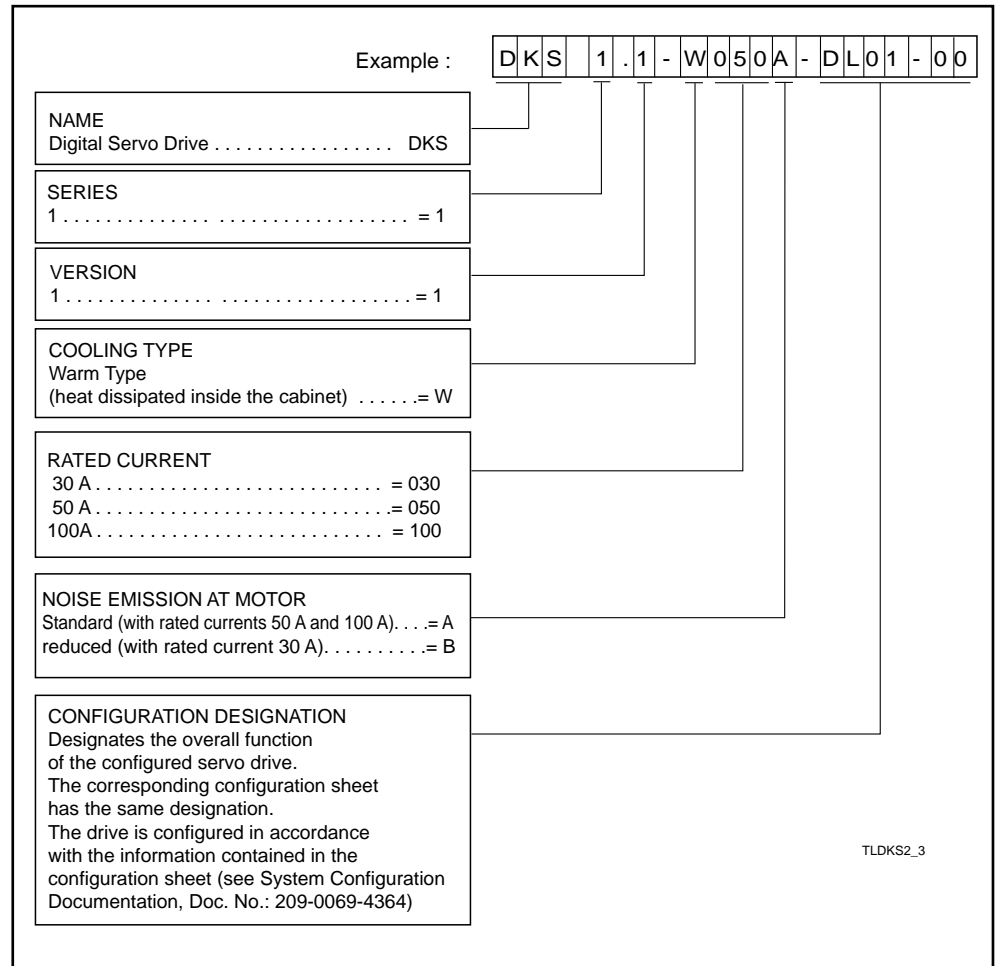 Example : DKS 1.1-W050A-DL01-00
NAME
Digital Servo Drive . . . . . . . . . . . . . . . . . DKS
SERIES
1 . . . . . . . . . . . . . . . . . . . . . . . . . . . . . . . . = 1
VERSION
1 . . . . . . . . . . . . . . . . . . . . . . . . . . . . . . . . = 1
COOLING TYPE
Warm Type
(heat dissipated inside the cabinet) . . . . . .= W
RATED CURRENT
30 A . . . . . . . . . . . . . . . . . . . . . . . . . . . = 030
50 A . . . . . . . . . . . . . . . . . . . . . . . . . . . .= 050
100A . . . . . . . . . . . . . . . . . . . . . . . . . . . = 100
NOISE EMISSION AT MOTOR
Standard (with rated currents 50 A and 100 A). . . .= A
reduced (with rated current 30 A). . . . . . . . . .= B
CONFIGURATION DESIGNATION
Designates the overall function
of the configured servo drive.
The corresponding configuration sheet
has the same designation.
The drive is configured in accordance
with the information contained in the
configuration sheet (see System Configuration
Documentation, Doc. No.: 209-0069-4364)
TLDKS2_3